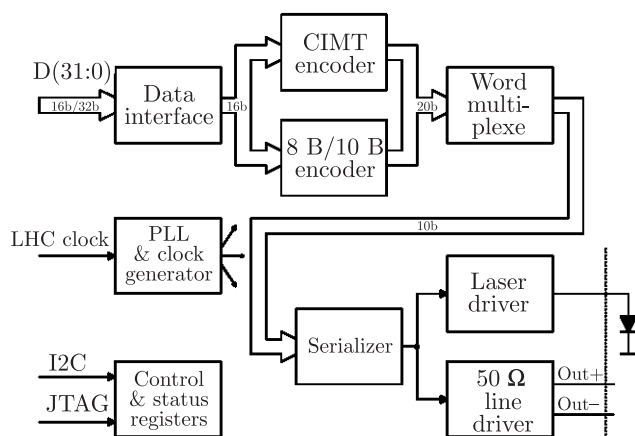 D(31:0)
16b/32b
Data
interface
16b
CIMT
encoder
8 B/10 B
encoder
20b
Word
multi-
plexe
10b
LHC clock
PLL
& clock
generator
Serializer
Laser
driver
50 Ω
line
driver
Out+
Out–
I2C
JTAG
Control
& status
registers